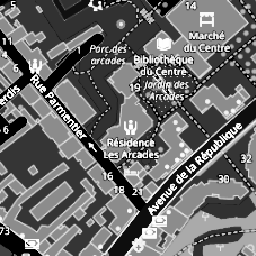 14
5
Marché
du Centre
11
Parc des
arcades
1
Bibliothèque
du Centre
6
19
Jardin des
Arcades
Rue Parmentier
6
Résidence
Les Arcades
Avenue de la République
32
16
18
21
30
73